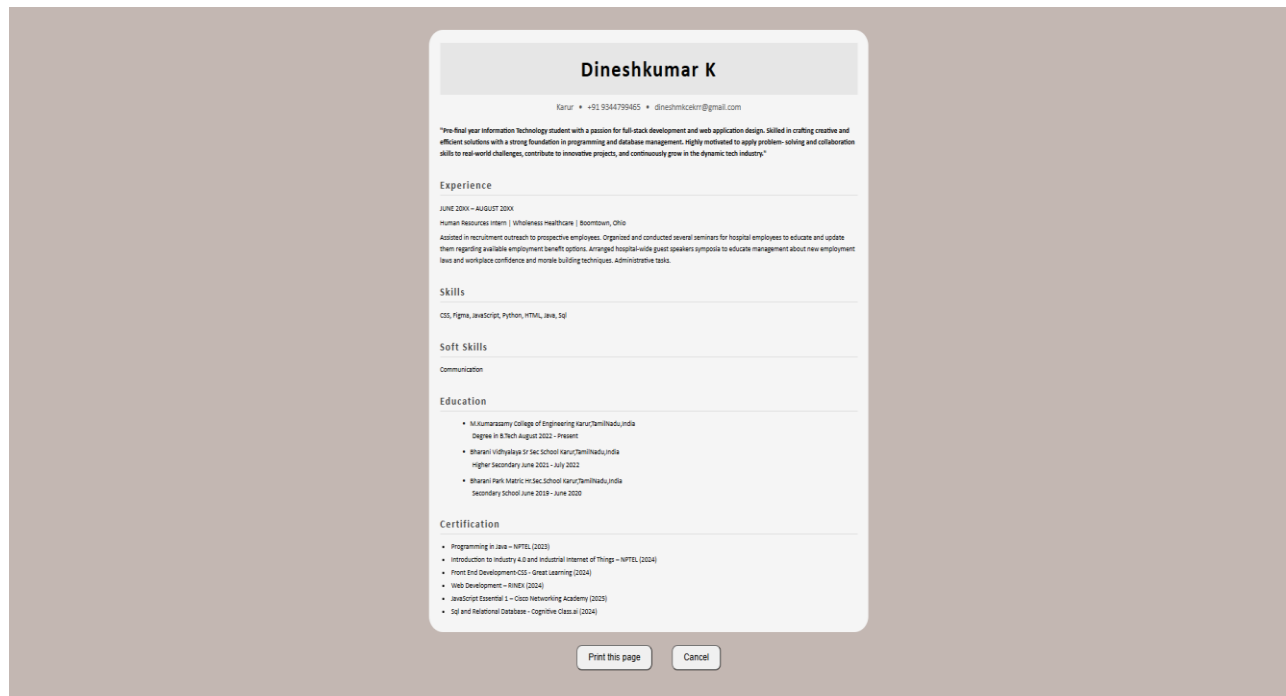 Dineshkumar K
Karur • +91 9344799465 • dineshmkcekrr@gmail.com
"Pre-final year Information Technology student with a passion for full-stack development and web application design. Skilled in crafting creative and
efficient solutions with a strong foundation in programming and database management. Highly motivated to apply problem- solving and collaboration
skills to real-world challenges, contribute to innovative projects, and continuously grow in the dynamic tech industry."
Experience
JUNE 20XX – AUGUST 20XX
Human Resources Intern | Wholeness Healthcare | Boomtown, Ohio
Assisted in recruitment outreach to prospective employees. Organized and conducted several seminars for hospital employees to educate and update
them regarding available employment benefit options. Arranged hospital-wide guest speakers symposia to educate management about new employment
laws and workplace confidence and morale building techniques. Administrative tasks.
Skills
CSS, Figma, JavaScript, Python, HTML, Java, Sql
Soft Skills
Communication
Education
• M.Kumarasamy College of Engineering Karur,TamilNadu,India
Degree in B.Tech August 2022 - Present
• Bharani Vidhyalaya Sr Sec School Karur,TamilNadu,India
Higher Secondary June 2021 - July 2022
• Bharani Park Matric Hr.Sec.School Karur,TamilNadu,India
Secondary School June 2019 - June 2020
Certification
• Programming in Java – NPTEL (2023)
• Introduction to Industry 4.0 and Industrial Internet of Things – NPTEL (2024)
• Front End Development-CSS - Great Learning (2024)
• Web Development – RINEX (2024)
• JavaScript Essential 1 – Cisco Networking Academy (2025)
• Sql and Relational Database - Cognitive Class.ai (2024)
Print this page
Cancel